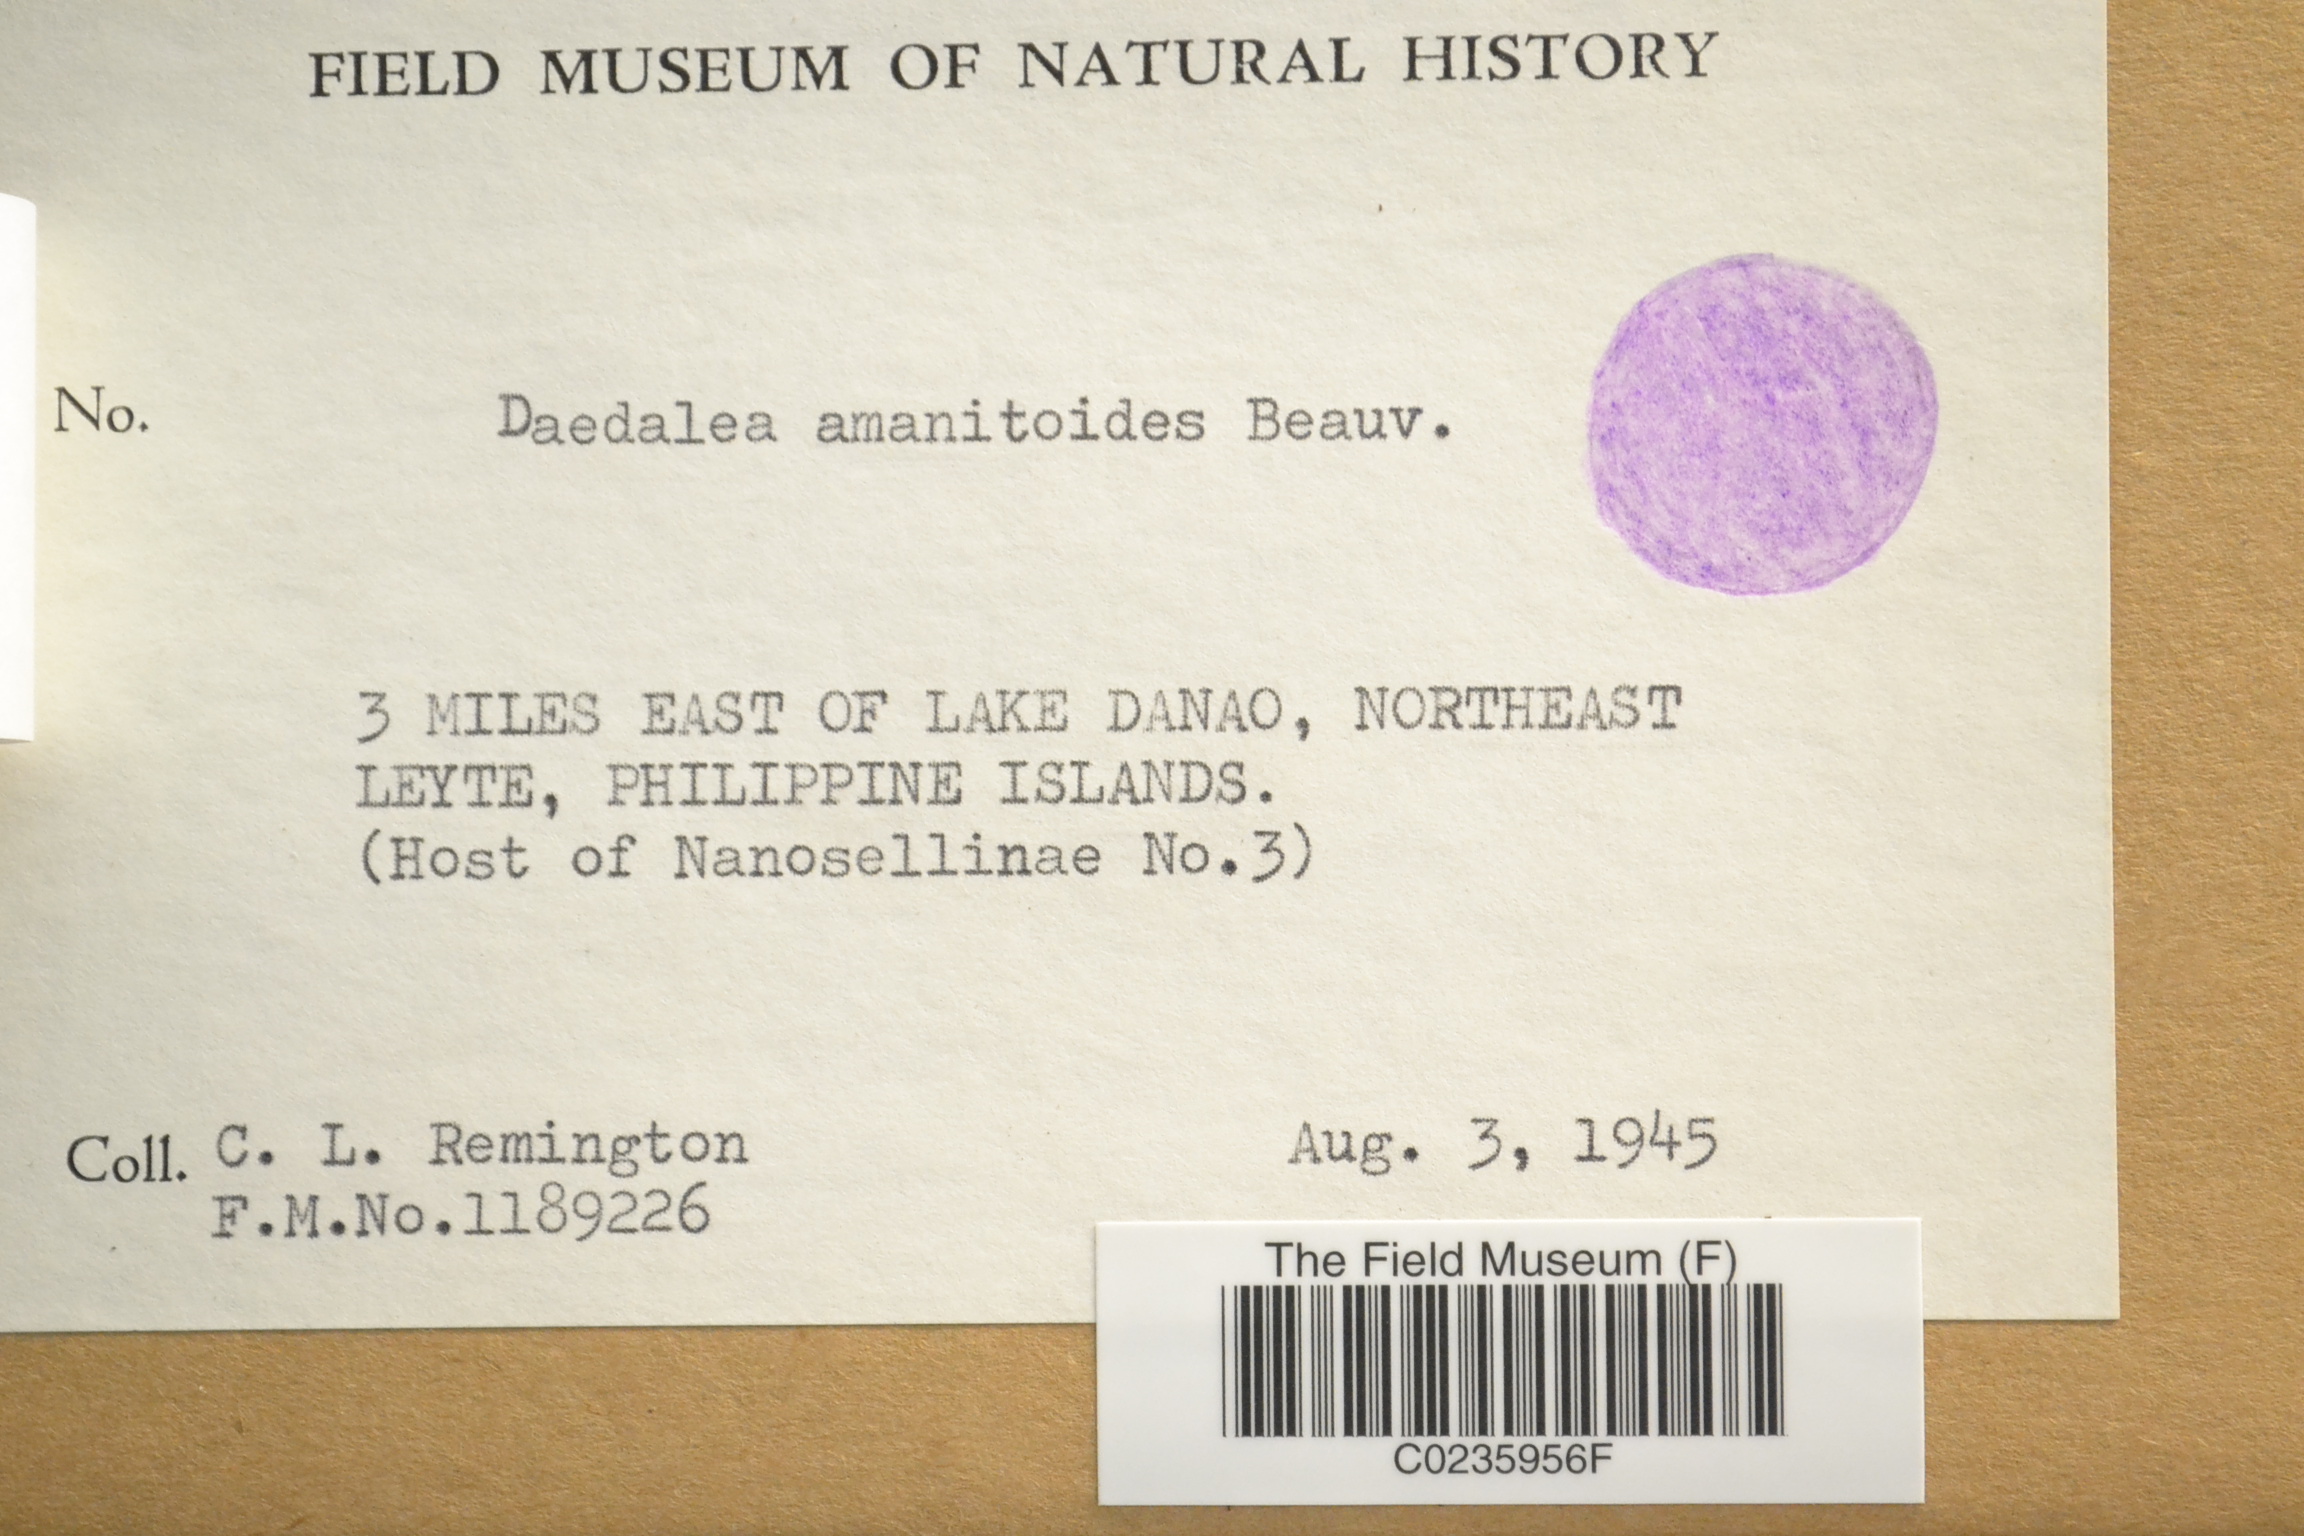 FIELD MUSEUM OF NATURAL HISTORY
No. Daedalea amanitoides Beauv.
3 MILES EAST OF LAKE DANAO, NORTHEAST
LEYTE, PHILIPPINE ISLANDS.
(Host of Nanosellinae No.3)
Coll. C. L. Remington Aug. 3, 1945
F.M.No.1189226
The Field Museum (F)
C0235956F